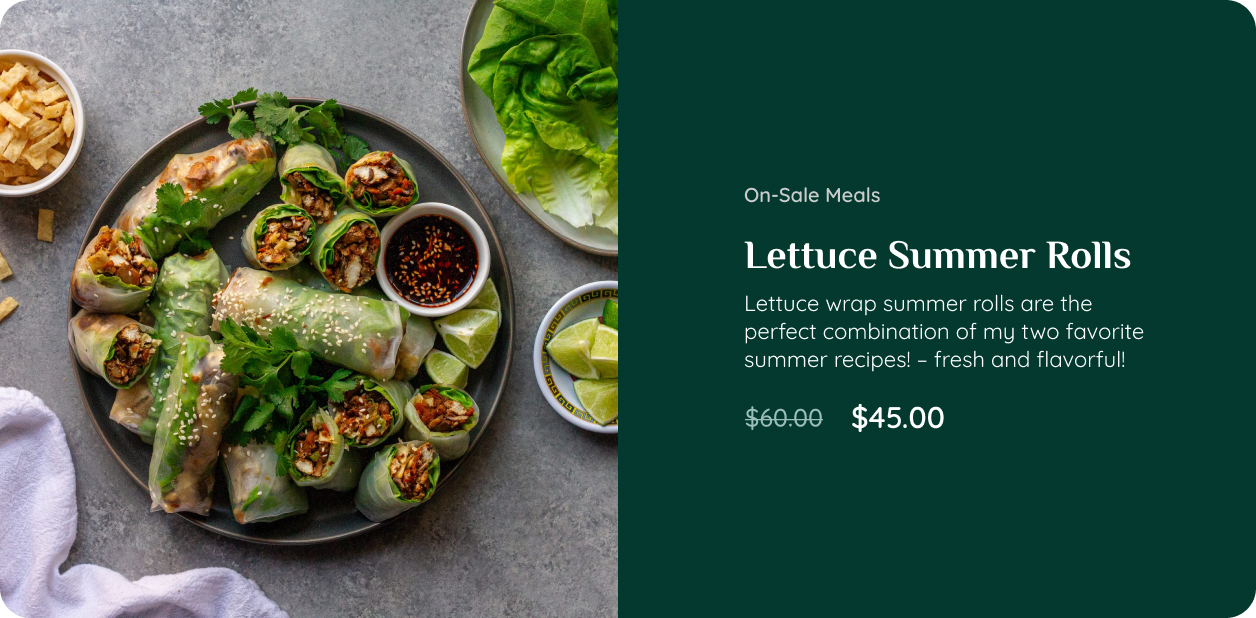 On-Sale Meals
Lettuce Summer Rolls
Lettuce wrap summer rolls are the
perfect combination of my two favorite
summer recipes! – fresh and flavorful!
$60.00 $45.00